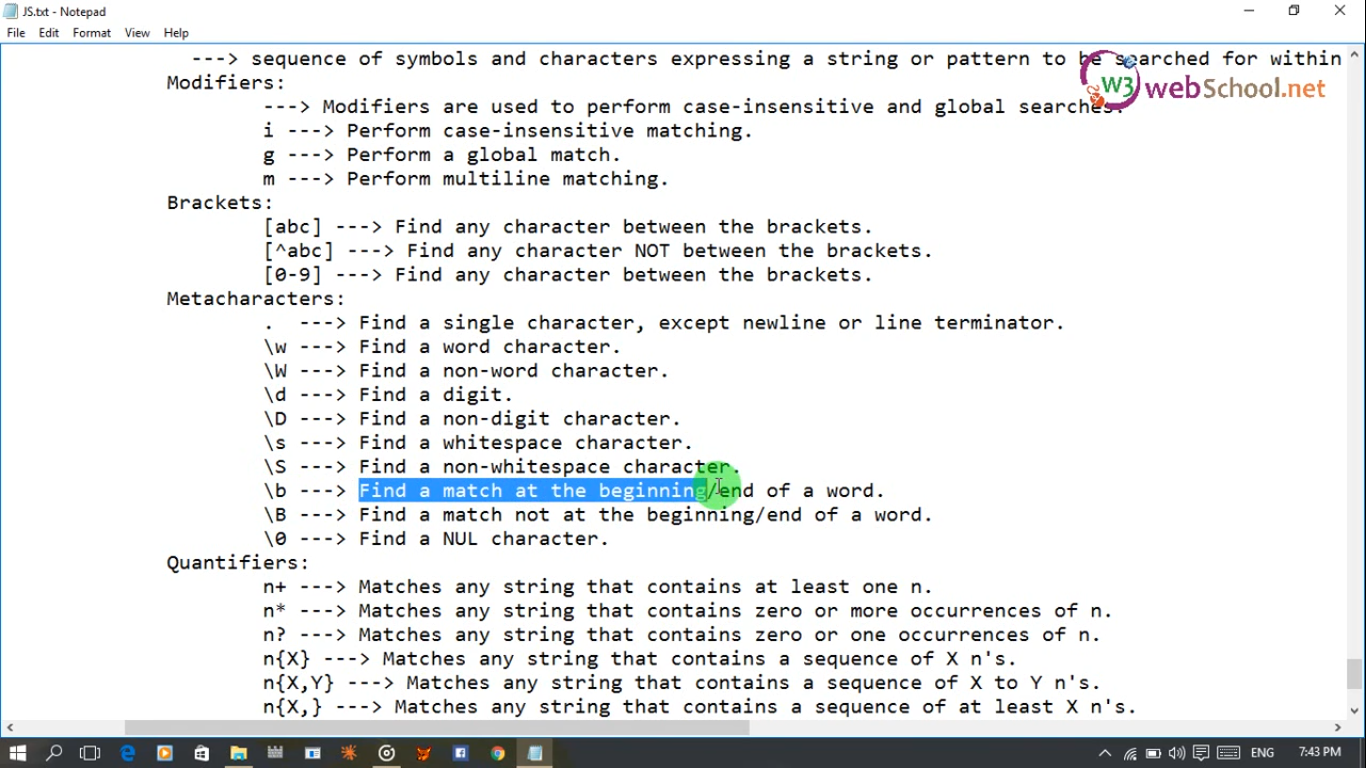 JS.txt - Notepad
File Edit Format View Help
---> sequence of symbols and characters expressing a string or pattern to be searched for within
W3 webSchool.net
Modifiers:
---> Modifiers are used to perform case-insensitive and global searches.
i ---> Perform case-insensitive matching.
g ---> Perform a global match.
m ---> Perform multiline matching.
Brackets:
[abc] ---> Find any character between the brackets.
[^abc] ---> Find any character NOT between the brackets.
[0-9] ---> Find any character between the brackets.
Metacharacters:
. ---> Find a single character, except newline or line terminator.
\w ---> Find a word character.
\W ---> Find a non-word character.
\d ---> Find a digit.
\D ---> Find a non-digit character.
\s ---> Find a whitespace character.
\S ---> Find a non-whitespace character.
\b ---> Find a match at the beginning/end of a word.
\B ---> Find a match not at the beginning/end of a word.
\0 ---> Find a NUL character.
Quantifiers:
n+ ---> Matches any string that contains at least one n.
n* ---> Matches any string that contains zero or more occurrences of n.
n? ---> Matches any string that contains zero or one occurrences of n.
n{X} ---> Matches any string that contains a sequence of X n's.
n{X,Y} ---> Matches any string that contains a sequence of X to Y n's.
n{X,} ---> Matches any string that contains a sequence of at least X n's.
ENG 7:43 PM